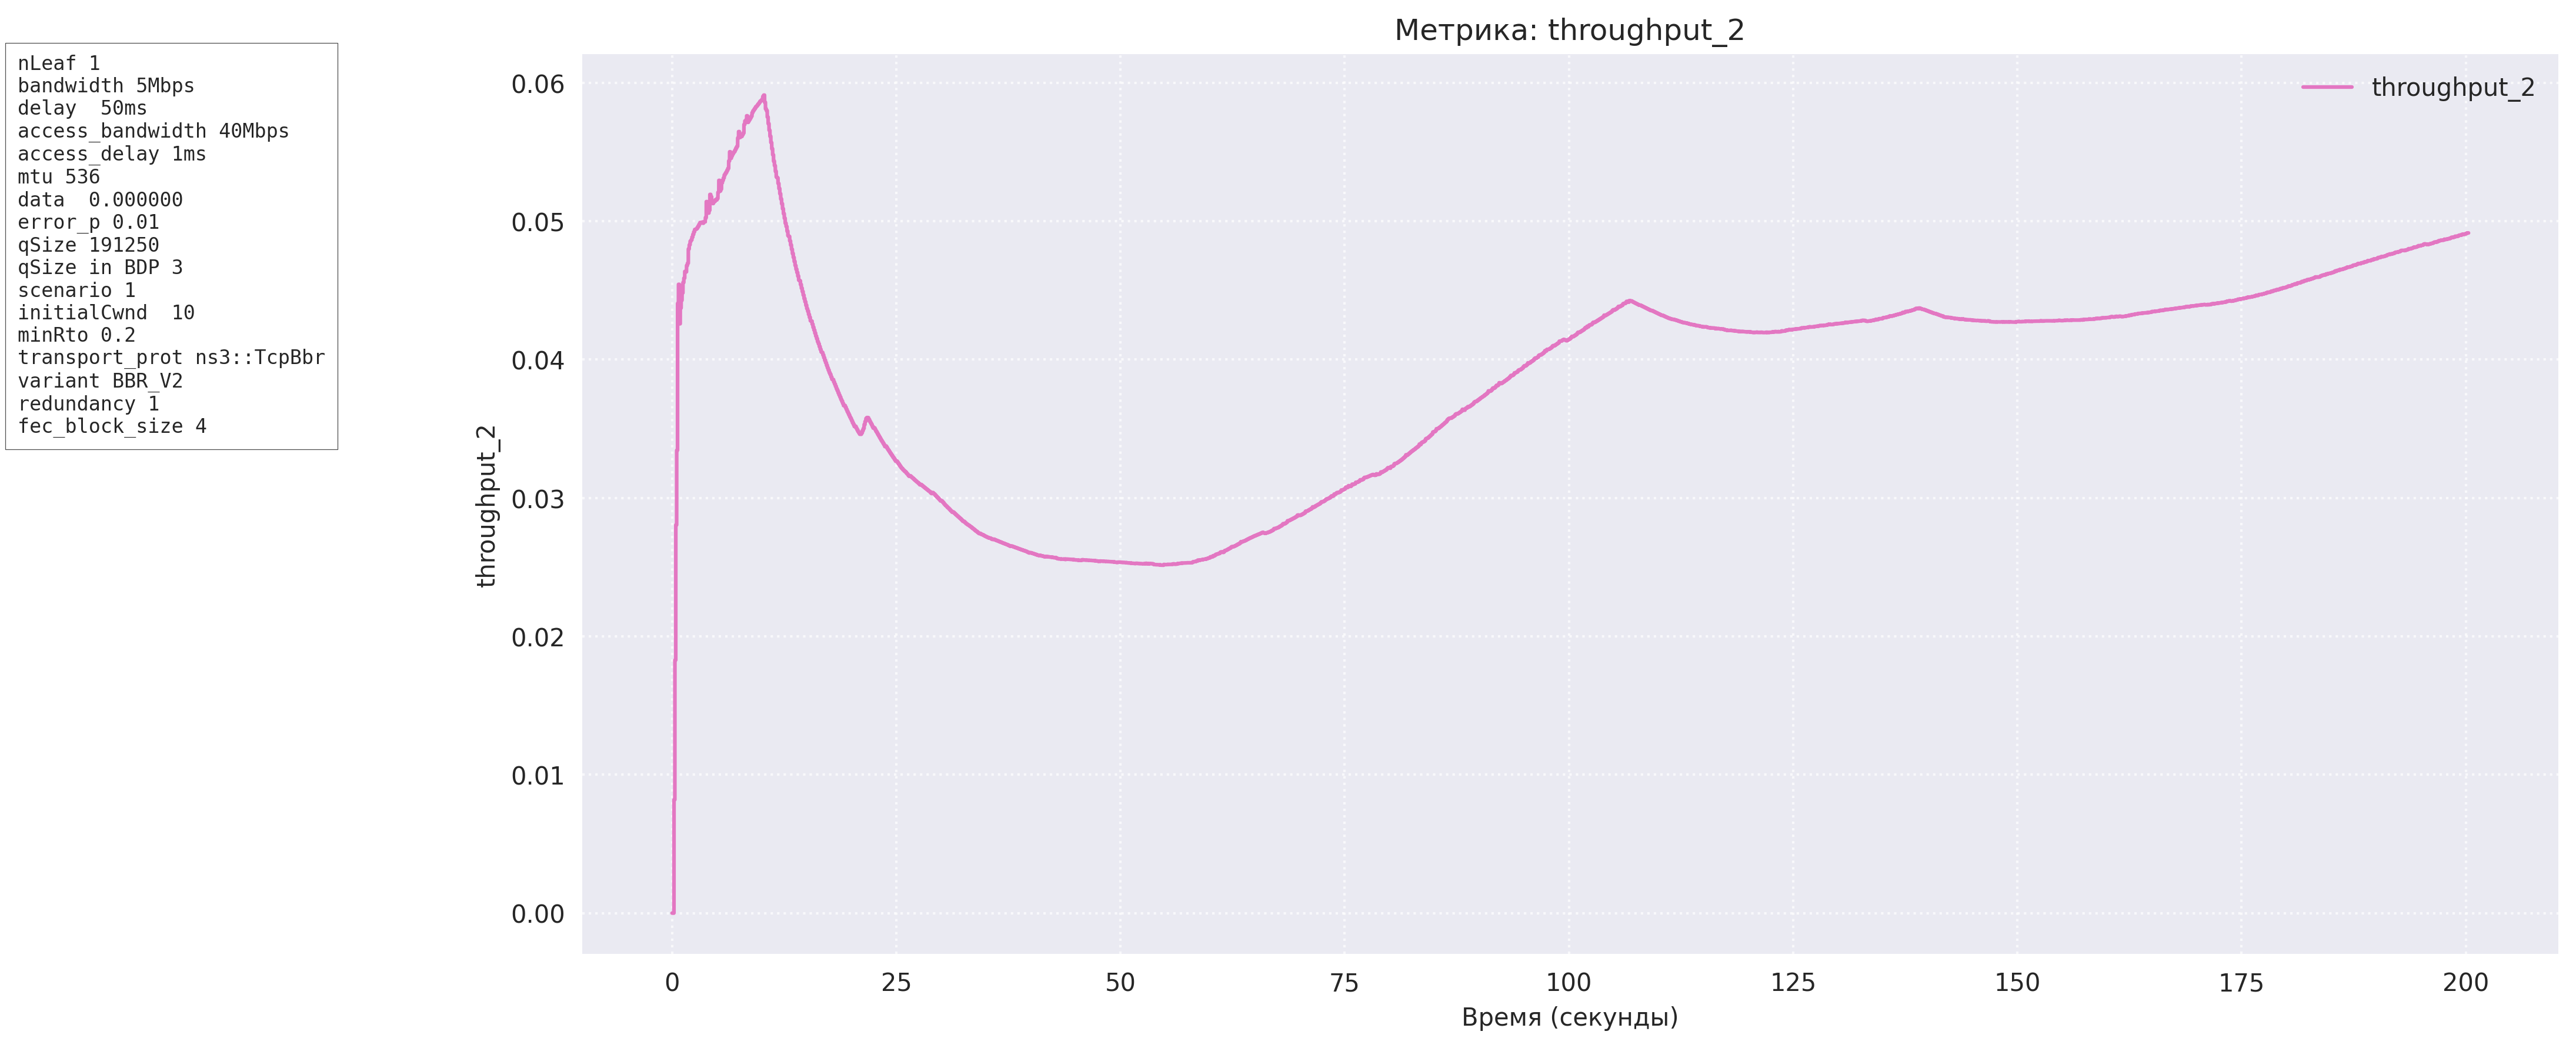 Метрика: throughput_2
nLeaf 1
bandwidth 5Mbps
delay  50ms
access_bandwidth 40Mbps
access_delay 1ms
mtu 536
data  0.000000
error_p 0.01
qSize 191250
qSize in BDP 3
scenario 1
initialCwnd  10
minRto 0.2
transport_prot ns3::TcpBbr
variant BBR_V2
redundancy 1
fec_block_size 4
throughput_2
0.06
0.05
0.04
0.03
0.02
0.01
0.00
throughput_2
0 25 50 75 100 125 150 175 200
Время (секунды)